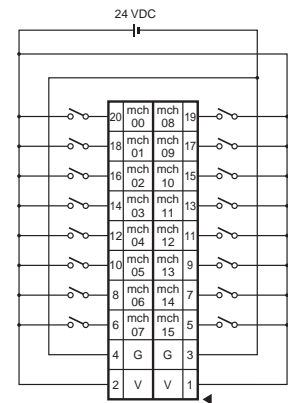 24 VDC
20 mch 00 mch 08 19
18 mch 01 mch 09 17
16 mch 02 mch 10 15
14 mch 03 mch 11 13
12 mch 04 mch 12 11
10 mch 05 mch 13 9
8 mch 06 mch 14 7
6 mch 07 mch 15 5
4 G G 3
2 V V 1